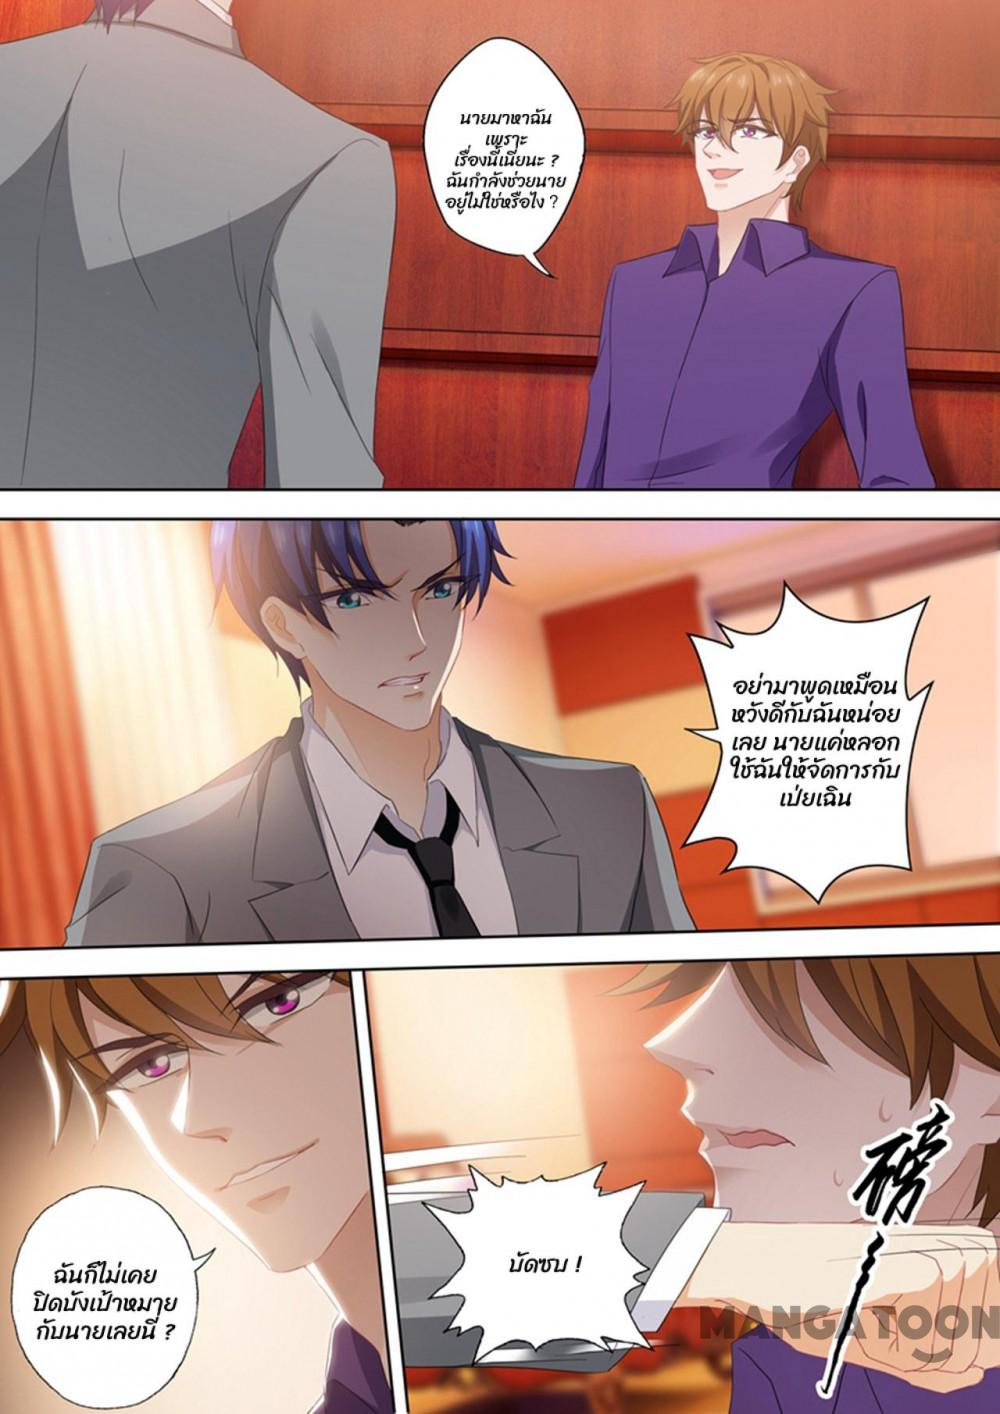 นายมาหาฉัน
เพราะ
เรื่องนี้เนี่ยนะ ?
ฉันกำลังช่วยนาย
อยู่ไม่ใช่หรือไง ?
อย่ามาพูดเหมือน
หวังดีกับฉันหน่อย
เลย นายแค่หลอก
ใช้ฉันให้จัดการกับ
เป่ยเฉิน
ฉันก็ไม่เคย
ปิดบังเป้าหมาย
กับนายเลยนี่ ?
บัดซบ !
磅
MANGATOON